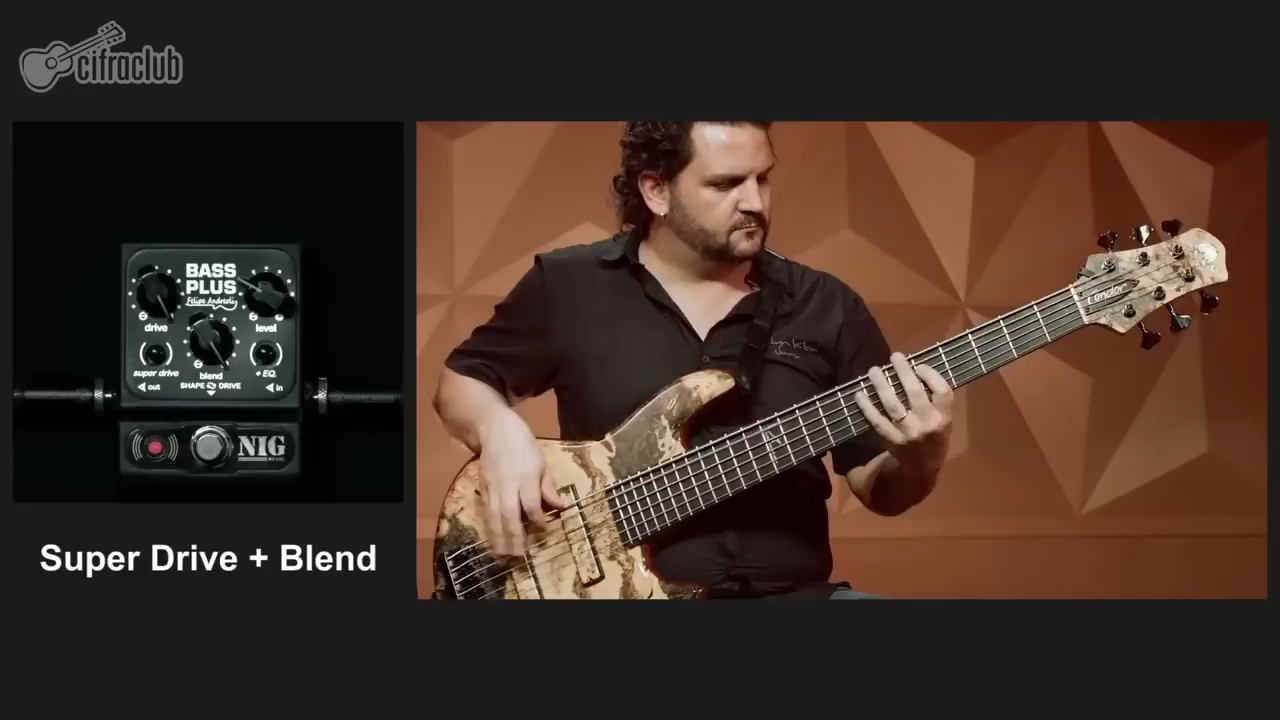 cifraclub
BASS
PLUS
Felipe Andreoli
drive
level
super drive
blend
+ EQ.
out
SHAPE DRIVE
in
NIG
Condor
Super Drive + Blend